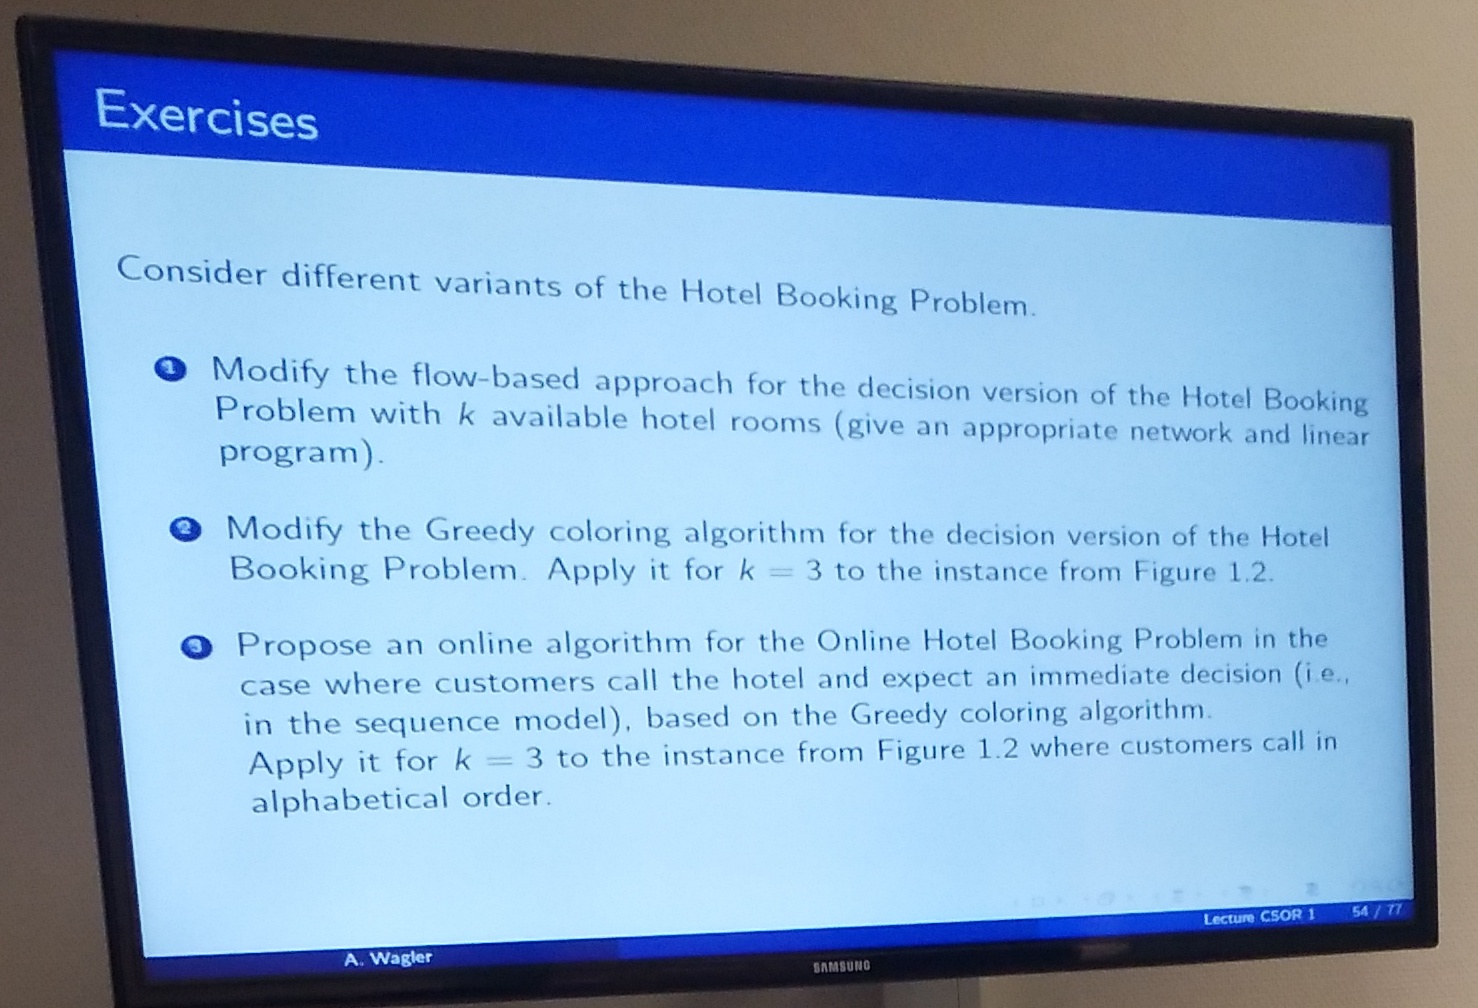 Exercises
Consider different variants of the Hotel Booking Problem.
1 Modify the flow-based approach for the decision version of the Hotel Booking
Problem with k available hotel rooms (give an appropriate network and linear
program).
2 Modify the Greedy coloring algorithm for the decision version of the Hotel
Booking Problem. Apply it for k = 3 to the instance from Figure 1.2.
3 Propose an online algorithm for the Online Hotel Booking Problem in the
case where customers call the hotel and expect an immediate decision (i.e.,
in the sequence model), based on the Greedy coloring algorithm.
Apply it for k = 3 to the instance from Figure 1.2 where customers call in
alphabetical order.
A. Wagler
Lecture CSOR 1
54 / 77
SAMSUNG